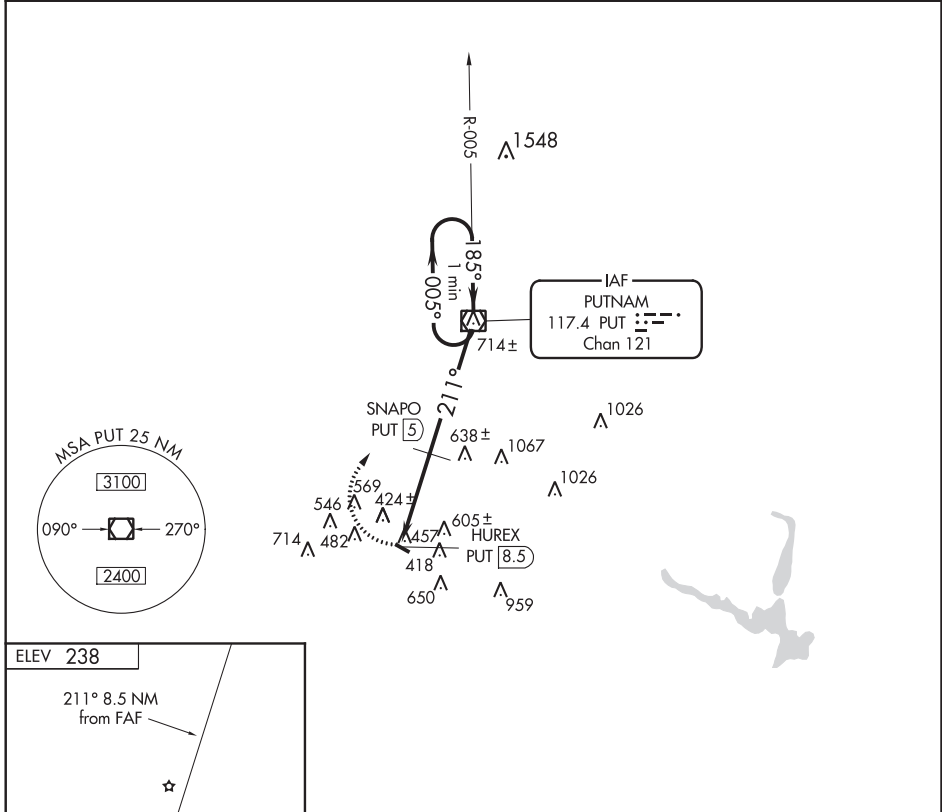 R-005
1548
185°
1 min
005°
IAF
PUTNAM
117.4 PUT
Chan 121
714±
211°
SNAPO
PUT 5
638±
1067
1026
1026
MSA PUT 25 NM
3100
090°
270°
2400
569
546
424±
482
714
457
605±
HUREX
PUT 8.5
418
650
959
ELEV 238
211° 8.5 NM
from FAF